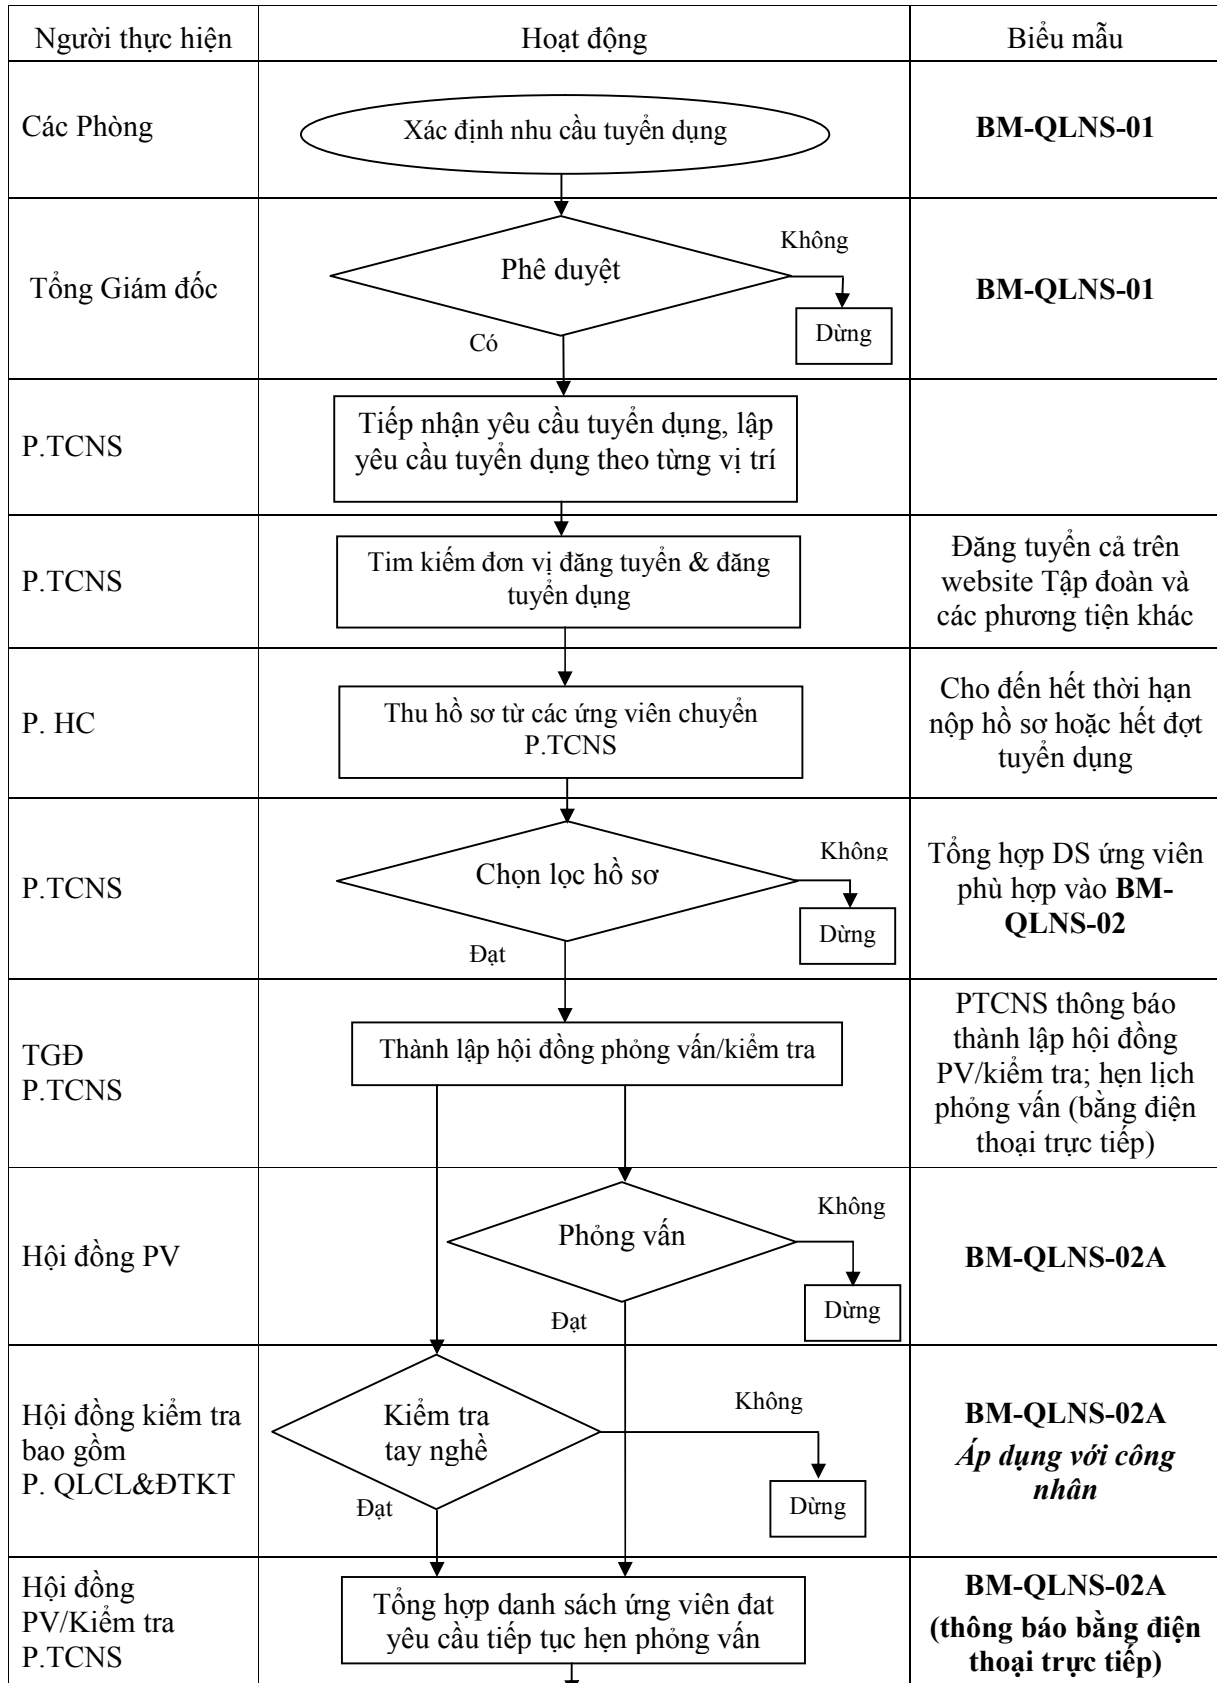 Người thực hiện
Hoạt động
Biểu mẫu
Các Phòng
Xác định nhu cầu tuyển dụng
BM-QLNS-01
Tổng Giám đốc
Phê duyệt
Không
Dừng
Có
BM-QLNS-01
P.TCNS
Tiếp nhận yêu cầu tuyển dụng, lập
yêu cầu tuyển dụng theo từng vị trí
P.TCNS
Tim kiếm đơn vị đăng tuyển & đăng
tuyển dụng
Đăng tuyển cả trên
website Tập đoàn và
các phương tiện khác
P. HC
Thu hồ sơ từ các ứng viên chuyển
P.TCNS
Cho đến hết thời hạn
nộp hồ sơ hoặc hết đợt
tuyển dụng
P.TCNS
Chọn lọc hồ sơ
Không
Dừng
Đạt
Tổng hợp DS ứng viên
phù hợp vào BM-
QLNS-02
TGĐ
P.TCNS
Thành lập hội đồng phỏng vấn/kiểm tra
PTCNS thông báo
thành lập hội đồng
PV/kiểm tra; hẹn lịch
phỏng vấn (bằng điện
thoại trực tiếp)
Hội đồng PV
Phỏng vấn
Không
Dừng
Đạt
BM-QLNS-02A
Hội đồng kiểm tra
bao gồm
P. QLCL&ĐTKT
Kiểm tra
tay nghề
Không
Dừng
Đạt
BM-QLNS-02A
Áp dụng với công
nhân
Hội đồng
PV/Kiểm tra
P.TCNS
Tổng hợp danh sách ứng viên đat
yêu cầu tiếp tục hẹn phỏng vấn
BM-QLNS-02A
(thông báo bằng điện
thoại trực tiếp)